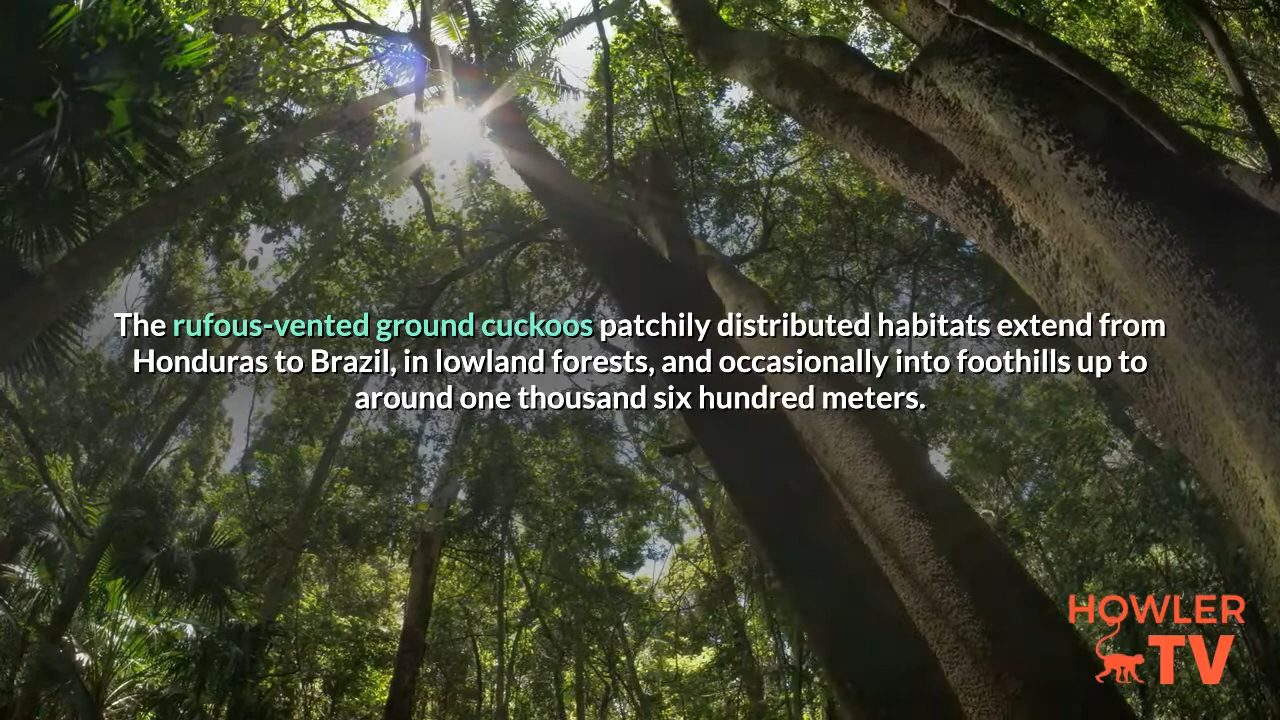 The rufous-vented ground cuckoos patchily distributed habitats extend from
Honduras to Brazil, in lowland forests, and occasionally into foothills up to
around one thousand six hundred meters.
HOWLER
TV